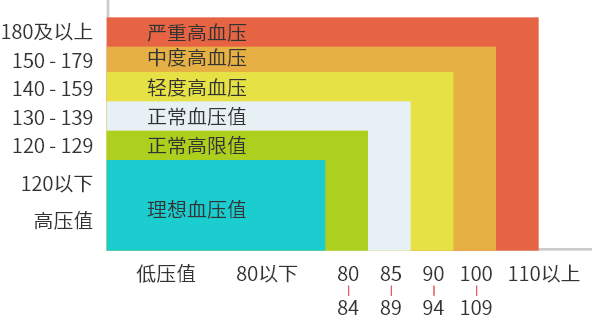 180及以上 严重高血压
150 - 179 中度高血压
140 - 159 轻度高血压
130 - 139 正常血压值
120 - 129 正常高限值
120以下
高压值 理想血压值
低压值 80以下 80 85 90 100 110以上
84 89 94 109